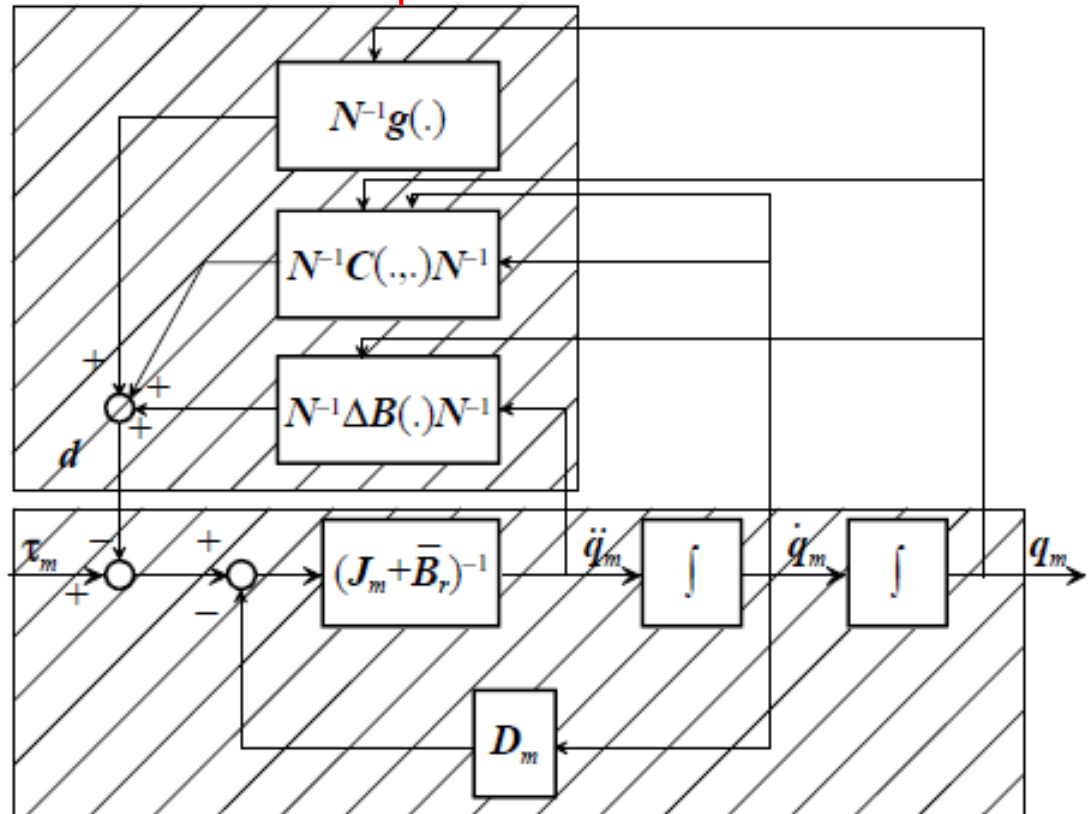 N⁻¹g(.)
N⁻¹C(.,.)N⁻¹
+
+
N⁻¹ΔB(.)N⁻¹
+
d
τₘ
−
+
+
−
(Jₘ+B̄ᵣ)⁻¹
q̈ₘ
∫
q̇ₘ
∫
qₘ
Dₘ